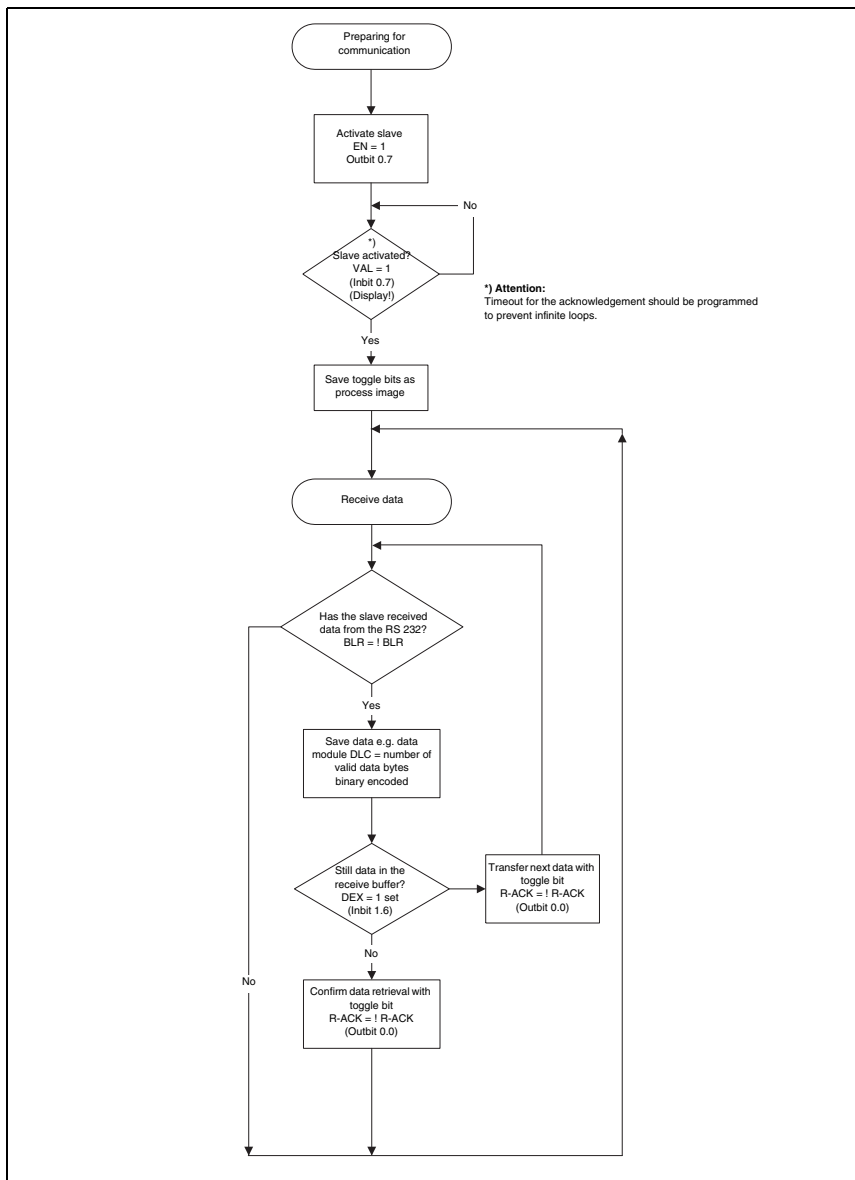 Preparing for
communication
Activate slave
EN = 1
Outbit 0.7
No
*)
Slave activated?
VAL = 1
(Inbit 0.7)
(Display!)
*) Attention:
Timeout for the acknowledgement should be programmed
to prevent infinite loops.
Yes
Save toggle bits as
process image
Receive data
Has the slave received
data from the RS 232?
BLR = ! BLR
Yes
Save data e.g. data
module DLC = number of
valid data bytes
binary encoded
Still data in the
receive buffer?
DEX = 1 set
(Inbit 1.6)
Transfer next data with
toggle bit
R-ACK = ! R-ACK
(Outbit 0.0)
No
No
Confirm data retrieval with
toggle bit
R-ACK = ! R-ACK
(Outbit 0.0)